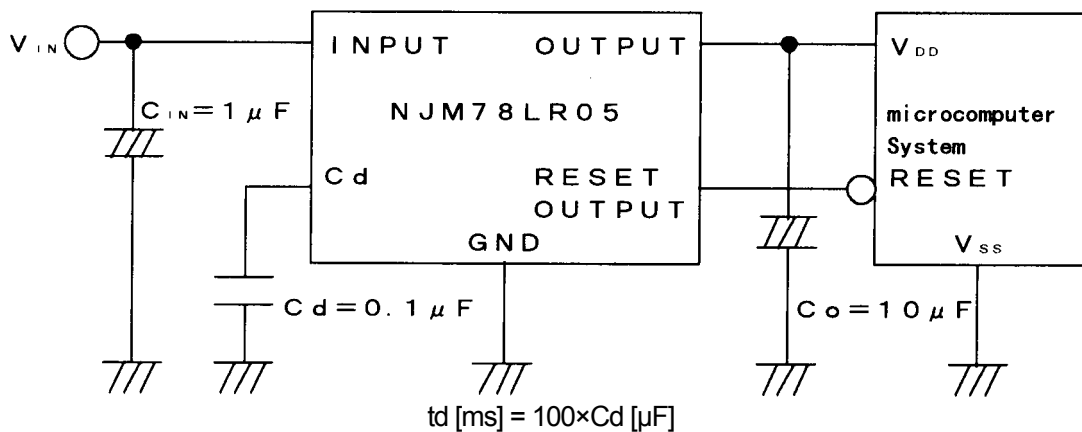 VIN
INPUT
OUTPUT
VDD
CIN=1μF
NJM78LR05
microcomputer
System
Cd
RESET
OUTPUT
RESET
GND
VSS
Cd=0.1μF
Co=10μF
td [ms] = 100×Cd [µF]